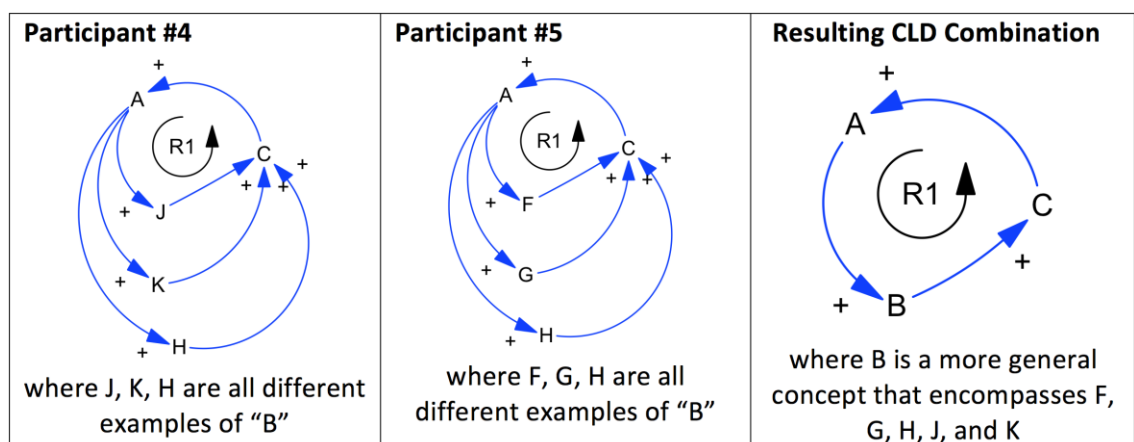 Participant #4
+
A
R1
C
+
+ +
+ J
+ K
+ H
where J, K, H are all different
examples of “B”
Participant #5
+
A
R1
C
+
+ +
+ F
+ G
+ H
where F, G, H are all
different examples of “B”
Resulting CLD Combination
+
A
R1
C
+
+ B
where B is a more general
concept that encompasses F,
G, H, J, and K